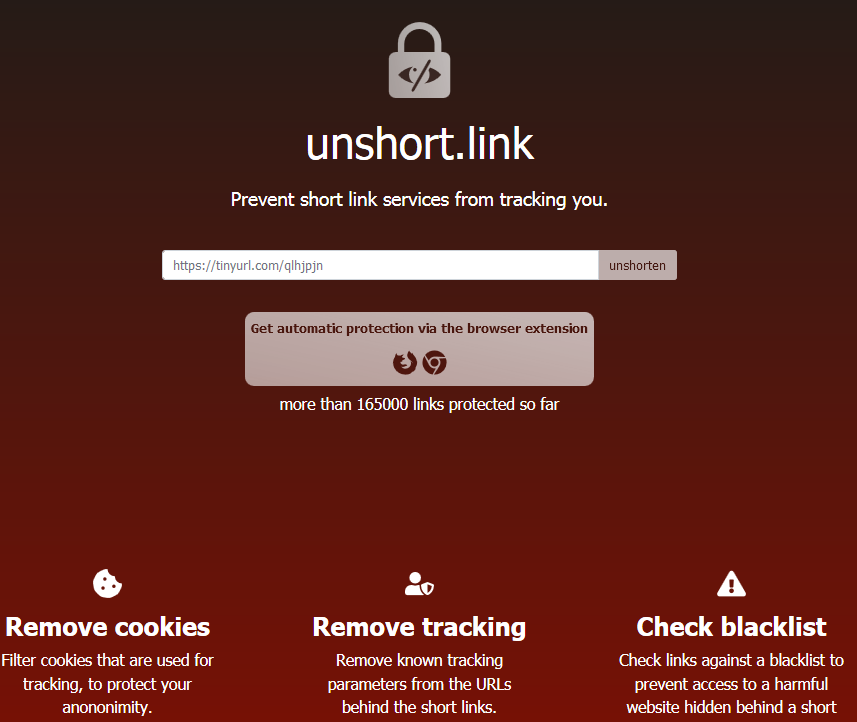 unshort.link
Prevent short link services from tracking you.
https://tinyurl.com/qlhjpjn
unshorten
Get automatic protection via the browser extension
more than 165000 links protected so far
Remove cookies
Filter cookies that are used for
tracking, to protect your
anononimity.
Remove tracking
Remove known tracking
parameters from the URLs
behind the short links.
Check blacklist
Check links against a blacklist to
prevent access to a harmful
website hidden behind a short